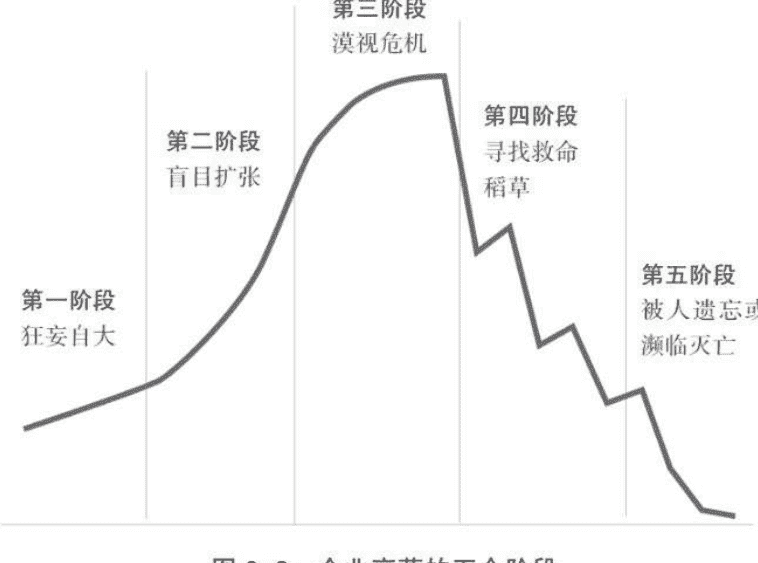 第三阶段
漠视危机
第四阶段
寻找救命
稻草
第二阶段
盲目扩张
第五阶段
被人遗忘或
濒临灭亡
第一阶段
狂妄自大